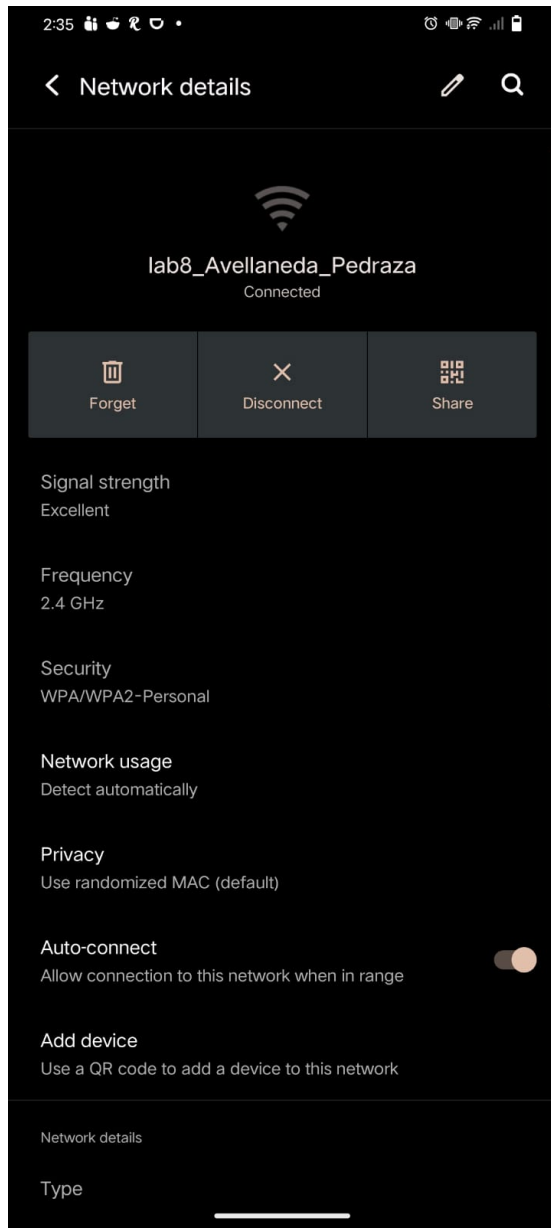 2:35
Network details
lab8_Avellaneda_Pedraza
Connected
Forget
Disconnect
Share
Signal strength
Excellent
Frequency
2.4 GHz
Security
WPA/WPA2-Personal
Network usage
Detect automatically
Privacy
Use randomized MAC (default)
Auto-connect
Allow connection to this network when in range
Add device
Use a QR code to add a device to this network
Network details
Type